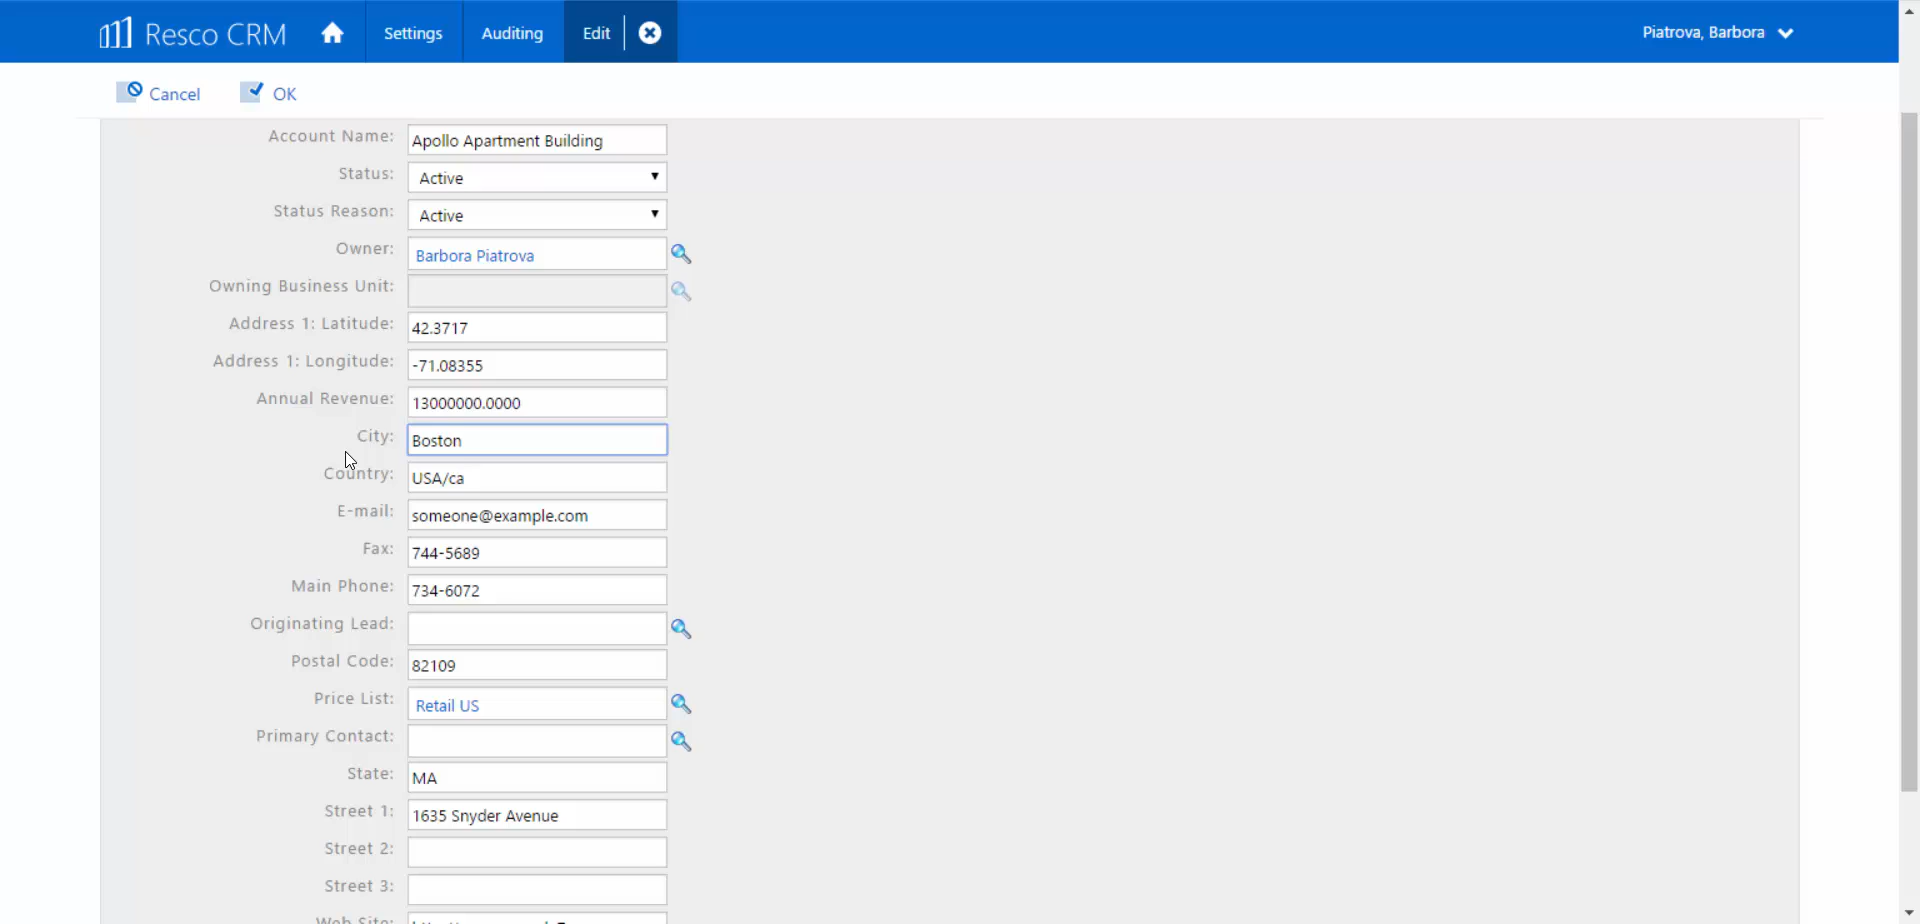 Resco CRM Settings Auditing Edit Piatrova, Barbora
Cancel OK
Account Name: Apollo Apartment Building
Status: Active
Status Reason: Active
Owner: Barbora Piatrova
Owning Business Unit:
Address 1: Latitude: 42.3717
Address 1: Longitude: -71.08355
Annual Revenue: 13000000.0000
City: Boston
Country: USA/ca
E-mail: someone@example.com
Fax: 744-5689
Main Phone: 734-6072
Originating Lead:
Postal Code: 82109
Price List: Retail US
Primary Contact:
State: MA
Street 1: 1635 Snyder Avenue
Street 2:
Street 3:
Web Site: